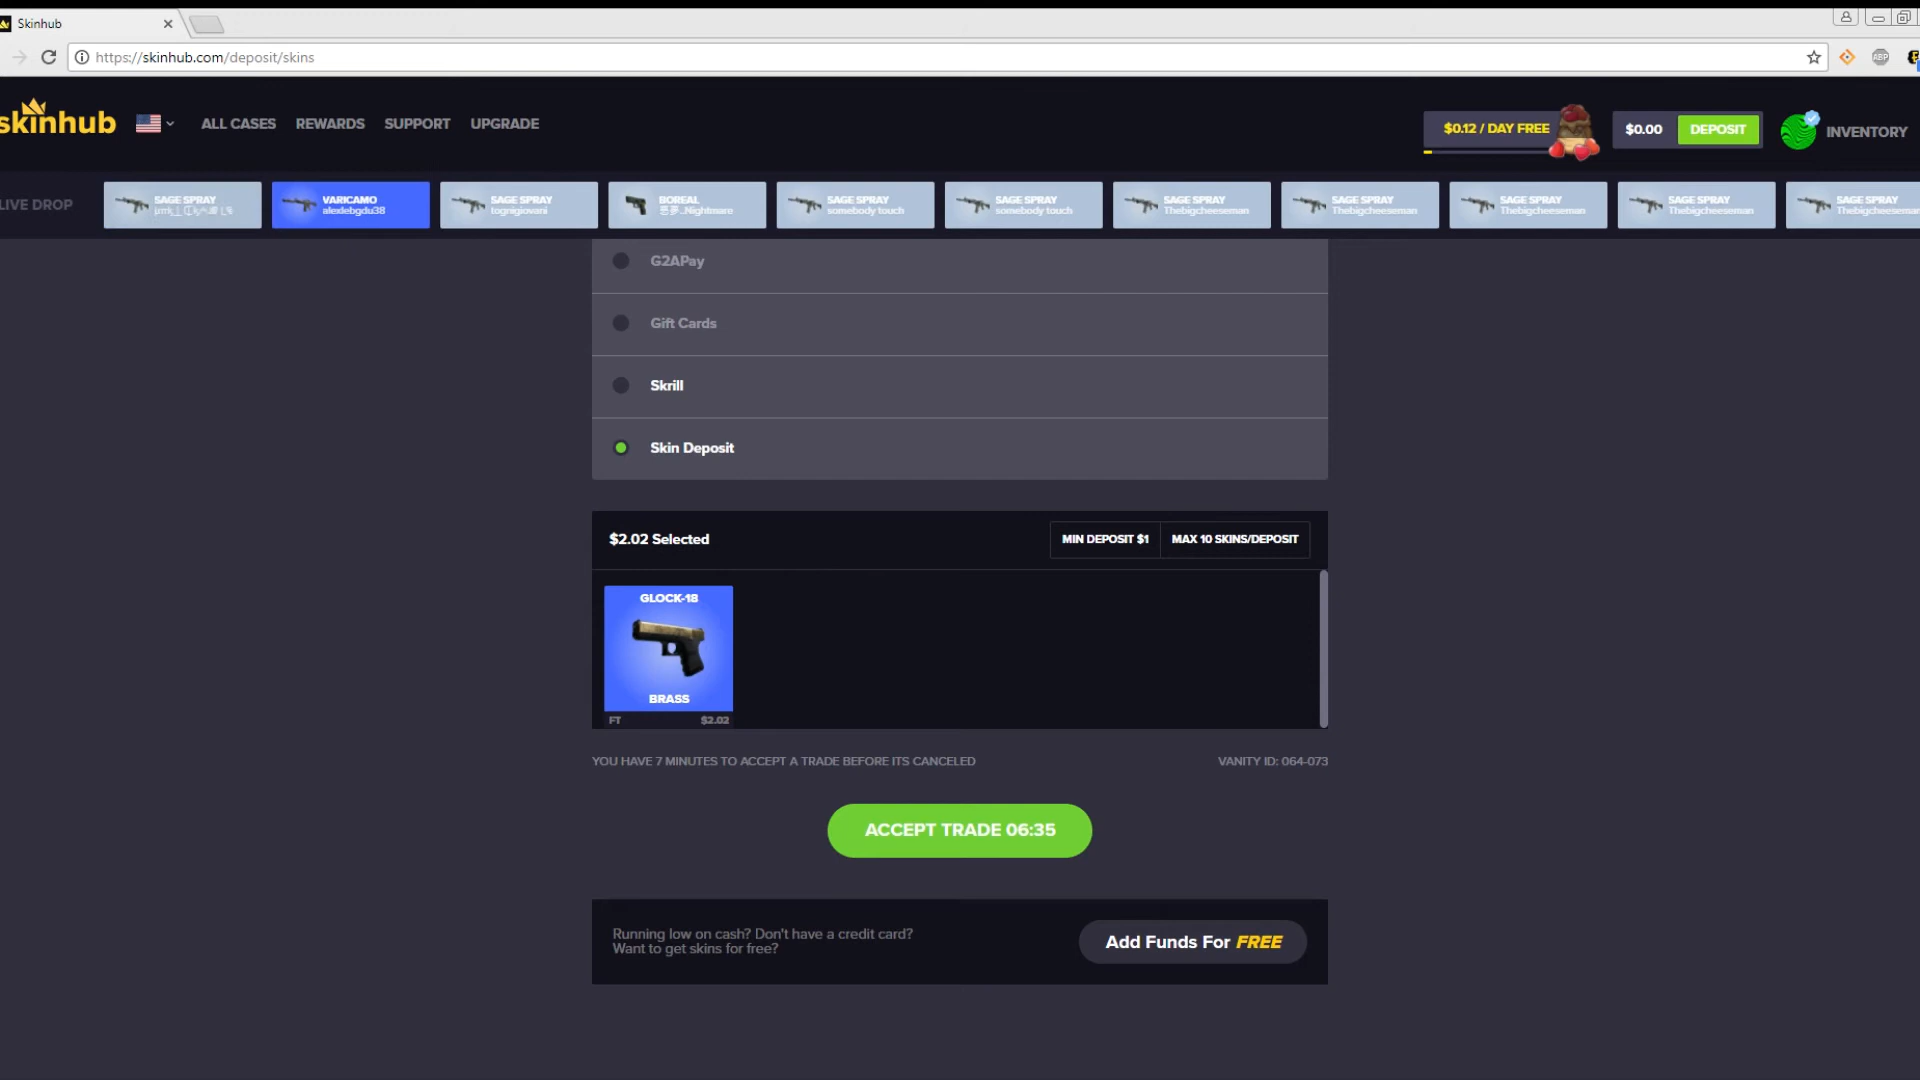 Skinhub
https://skinhub.com/deposit/skins
ABP
skinhub
ALL CASES
REWARDS
SUPPORT
UPGRADE
$0.12 / DAY FREE
$0.00
DEPOSIT
INVENTORY
LIVE DROP
SAGE SPRAY
VARICAMO
alexlebgdu38
SAGE SPRAY
tognigiovani
BOREAL
SAGE SPRAY
somebody touch
SAGE SPRAY
somebody touch
SAGE SPRAY
Thebigcheeseman
SAGE SPRAY
Thebigcheeseman
SAGE SPRAY
Thebigcheeseman
SAGE SPRAY
Thebigcheeseman
SAGE SPRAY
Thebigcheeseman
G2APay
Gift Cards
Skrill
Skin Deposit
$2.02 Selected
MIN DEPOSIT $1
MAX 10 SKINS/DEPOSIT
GLOCK-18
BRASS
FT
$2.02
YOU HAVE 7 MINUTES TO ACCEPT A TRADE BEFORE ITS CANCELED
VANITY ID: 064-073
ACCEPT TRADE 06:35
Running low on cash? Don't have a credit card?
Want to get skins for free?
Add Funds For FREE